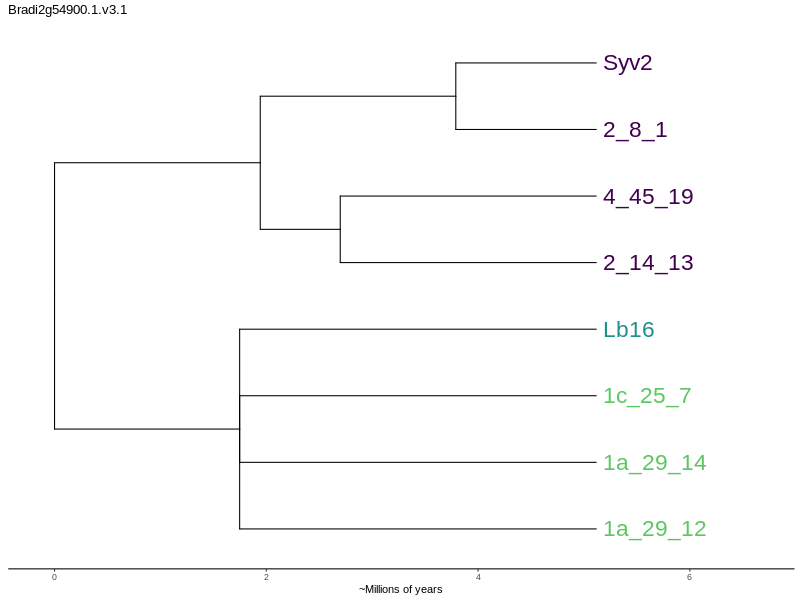 Bradi2g54900.1.v3.1
Syv2
2_8_1
4_45_19
2_14_13
Lb16
1c_25_7
1a_29_14
1a_29_12
0 2 4 6
~Millions of years